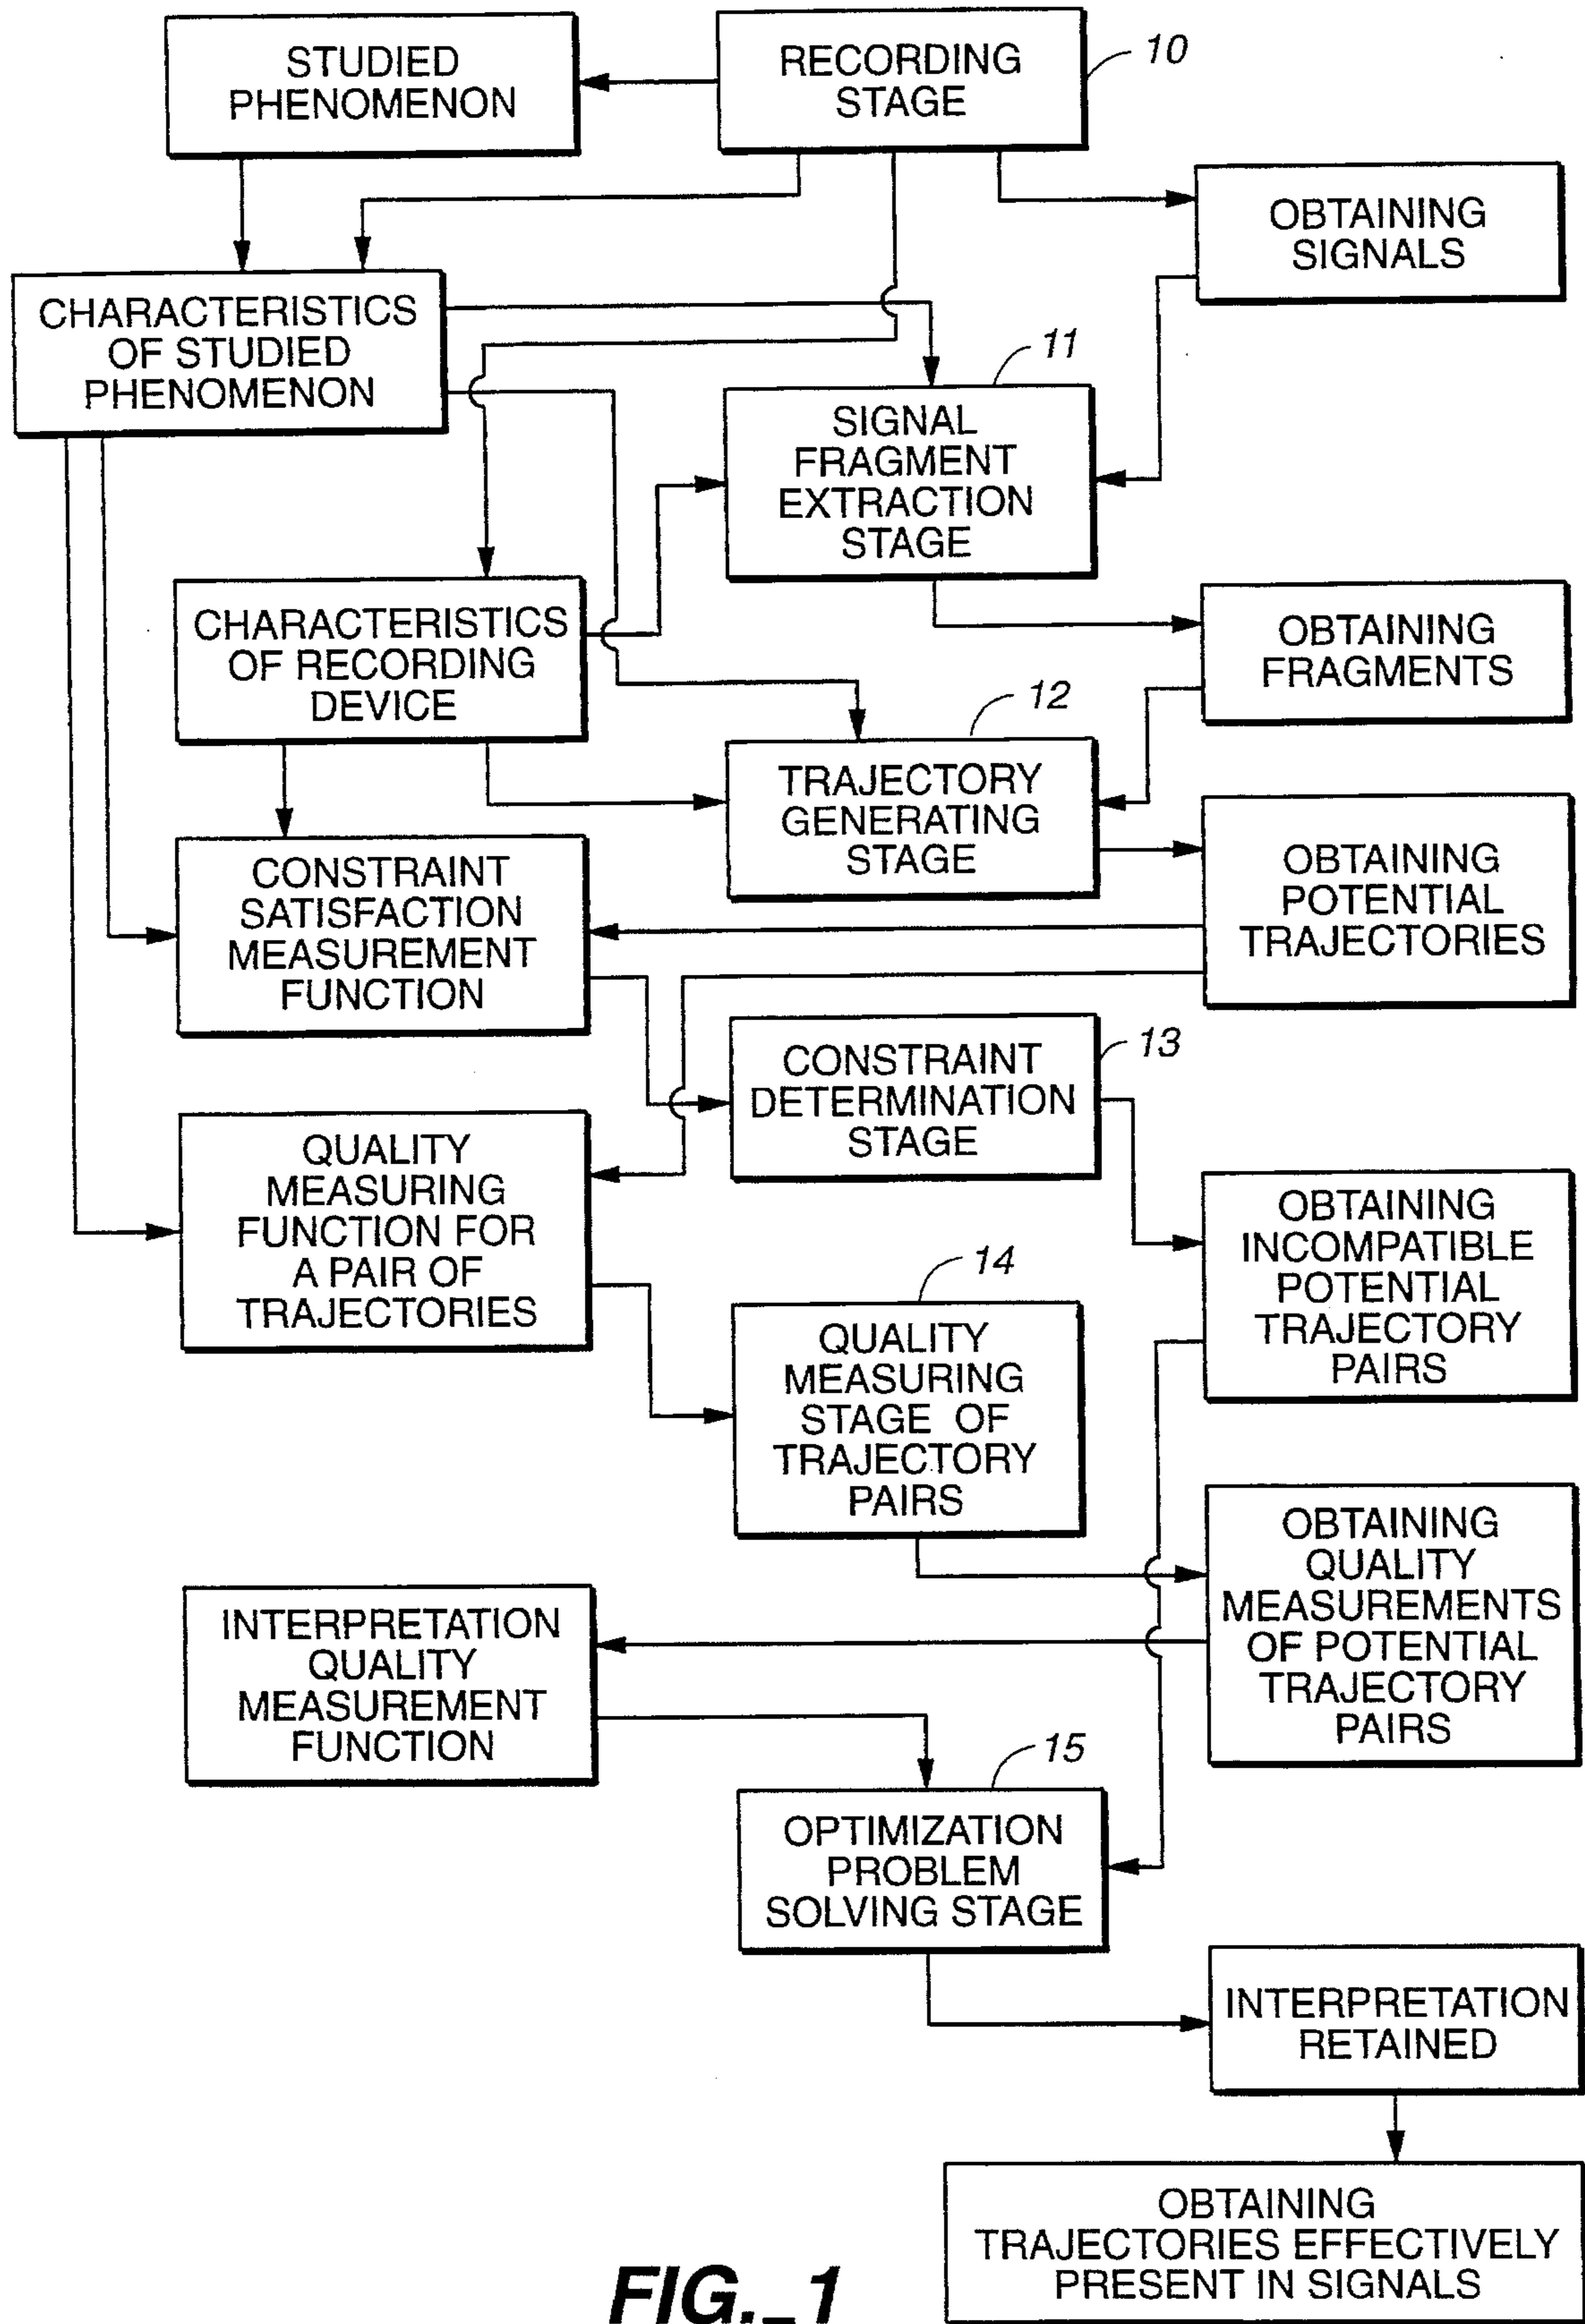 STUDIED
PHENOMENON
RECORDING
STAGE
10
OBTAINING
SIGNALS
CHARACTERISTICS
OF STUDIED
PHENOMENON
11
SIGNAL
FRAGMENT
EXTRACTION
STAGE
CHARACTERISTICS
OF RECORDING
DEVICE
OBTAINING
FRAGMENTS
12
TRAJECTORY
GENERATING
STAGE
OBTAINING
POTENTIAL
TRAJECTORIES
CONSTRAINT
SATISFACTION
MEASUREMENT
FUNCTION
13
CONSTRAINT
DETERMINATION
STAGE
QUALITY
MEASURING
FUNCTION FOR
A PAIR OF
TRAJECTORIES
OBTAINING
INCOMPATIBLE
POTENTIAL
TRAJECTORY
PAIRS
14
QUALITY
MEASURING
STAGE OF
TRAJECTORY
PAIRS
OBTAINING
QUALITY
MEASUREMENTS
OF POTENTIAL
TRAJECTORY
PAIRS
INTERPRETATION
QUALITY
MEASUREMENT
FUNCTION
15
OPTIMIZATION
PROBLEM
SOLVING STAGE
INTERPRETATION
RETAINED
OBTAINING
TRAJECTORIES EFFECTIVELY
PRESENT IN SIGNALS
FIG._1